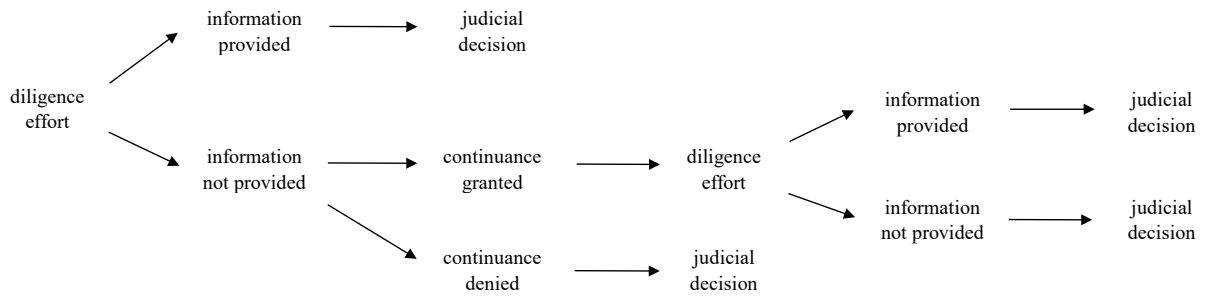 information
provided
judicial
decision
diligence
effort
information
provided
judicial
decision
information
not provided
continuance
granted
diligence
effort
information
not provided
judicial
decision
continuance
denied
judicial
decision